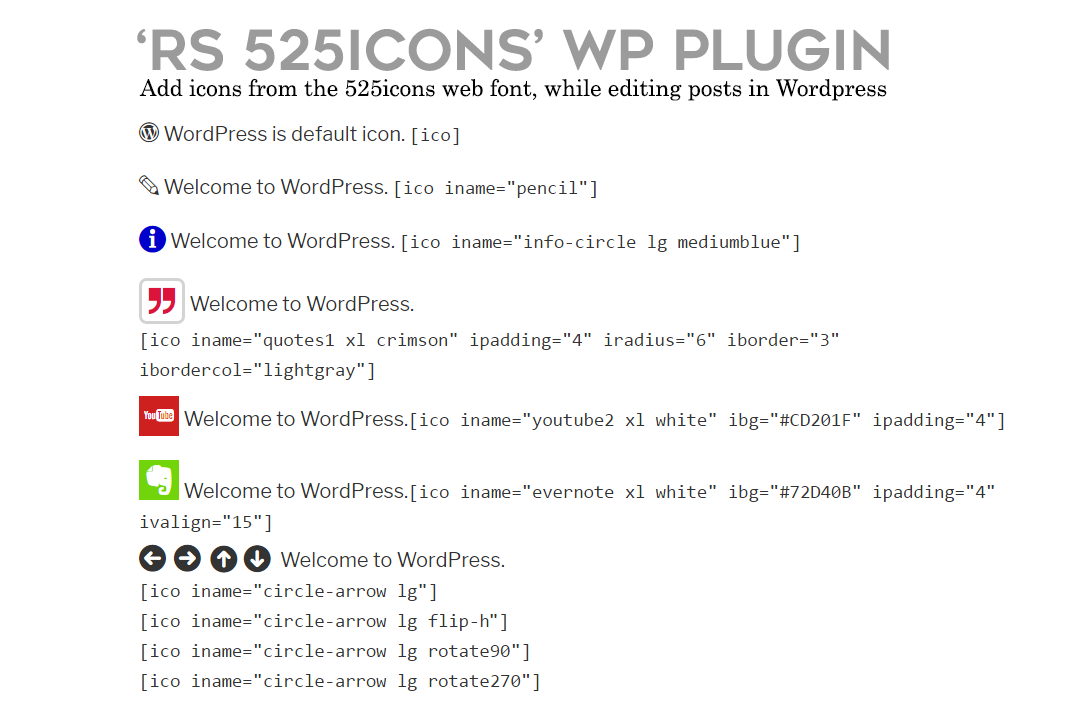 ‘RS 525ICONS’ WP PLUGIN
Add icons from the 525icons web font, while editing posts in Wordpress
WordPress is default icon. [ico]
Welcome to WordPress. [ico iname="pencil"]
Welcome to WordPress. [ico iname="info-circle lg mediumblue"]
Welcome to WordPress.
[ico iname="quotes1 xl crimson" ipadding="4" iradius="6" iborder="3"
ibordercol="lightgray"]
YouTube Welcome to WordPress.[ico iname="youtube2 xl white" ibg="#CD201F" ipadding="4"]
Welcome to WordPress.[ico iname="evernote xl white" ibg="#72D40B" ipadding="4"
ivalign="15"]
Welcome to WordPress.
[ico iname="circle-arrow lg"]
[ico iname="circle-arrow lg flip-h"]
[ico iname="circle-arrow lg rotate90"]
[ico iname="circle-arrow lg rotate270"]